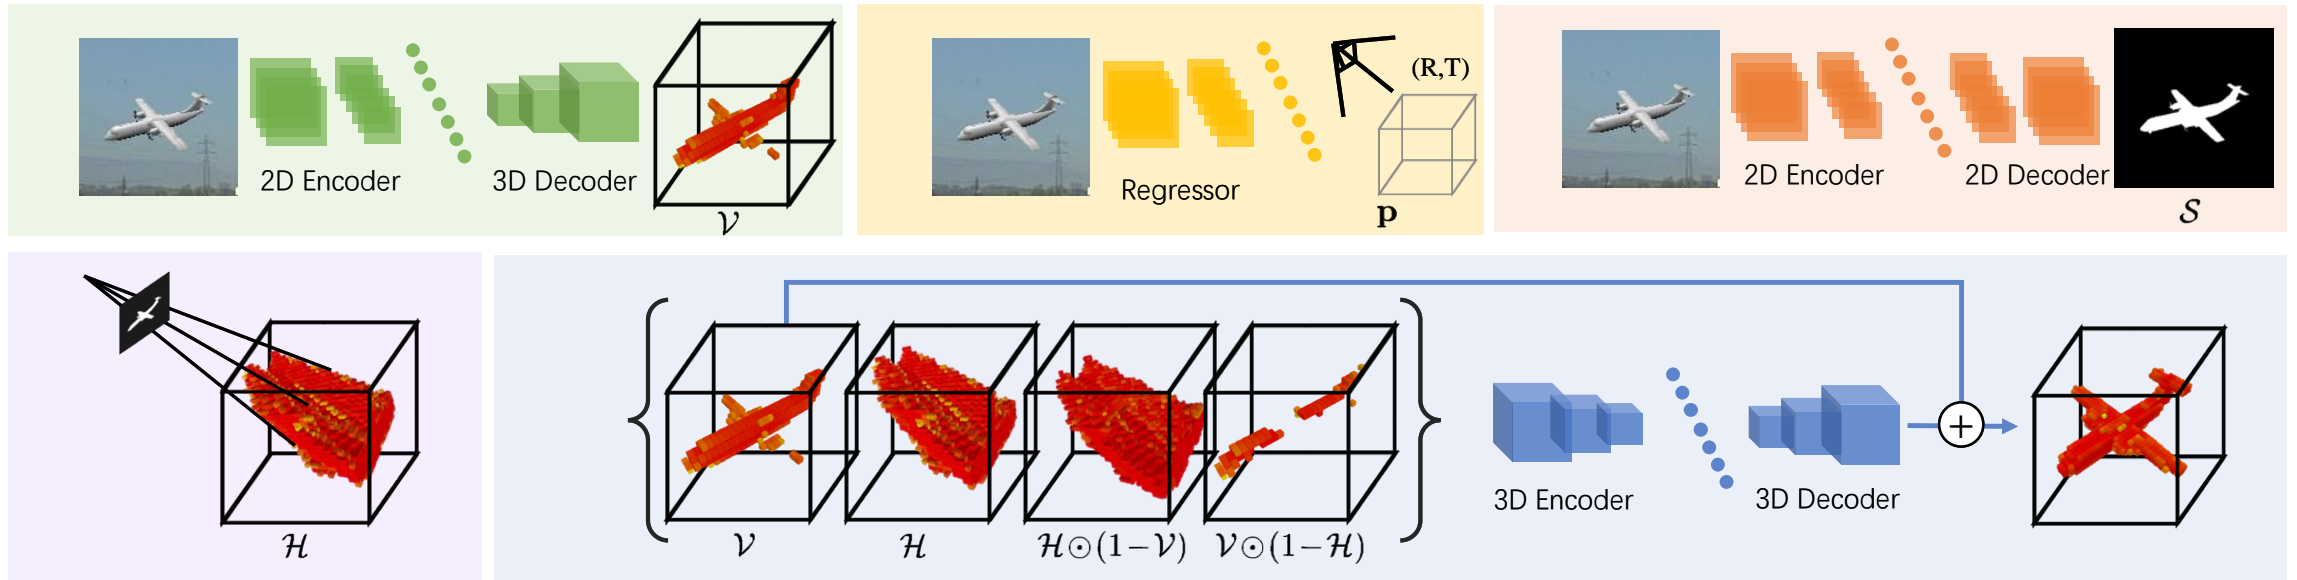 2D Encoder
3D Decoder
𝒱
Regressor
(R,T)
p
2D Encoder
2D Decoder
𝒮
ℋ
𝒱
ℋ
ℋ⊙(1−𝒱)
𝒱⊙(1−ℋ)
3D Encoder
3D Decoder
+